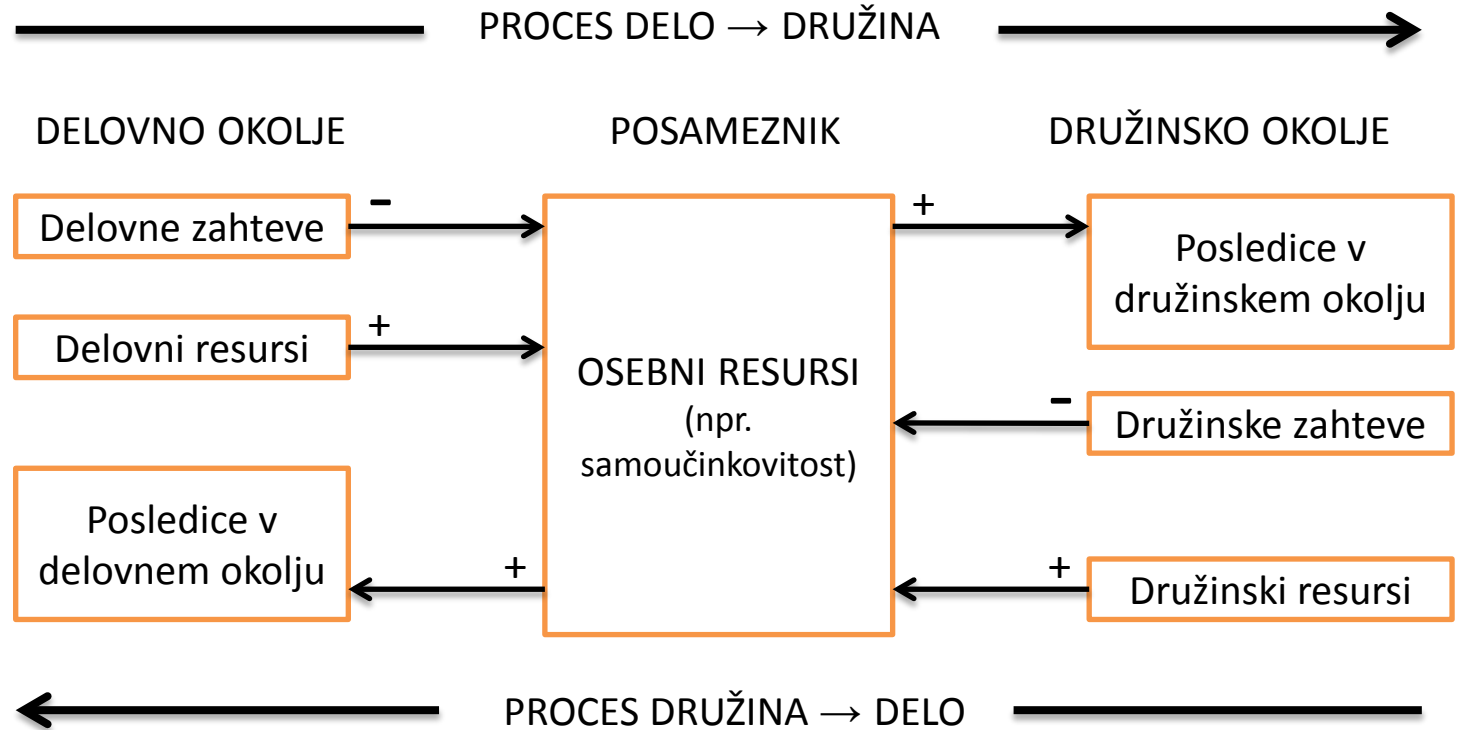 PROCES DELO → DRUŽINA
DELOVNO OKOLJE
POSAMEZNIK
DRUŽINSKO OKOLJE
Delovne zahteve
-
+
Posledice v
družinskem okolju
Delovni resursi
+
OSEBNI RESURSI
(npr.
samoučinkovitost)
-
Družinske zahteve
Posledice v
delovnem okolju
+
+
Družinski resursi
PROCES DRUŽINA → DELO